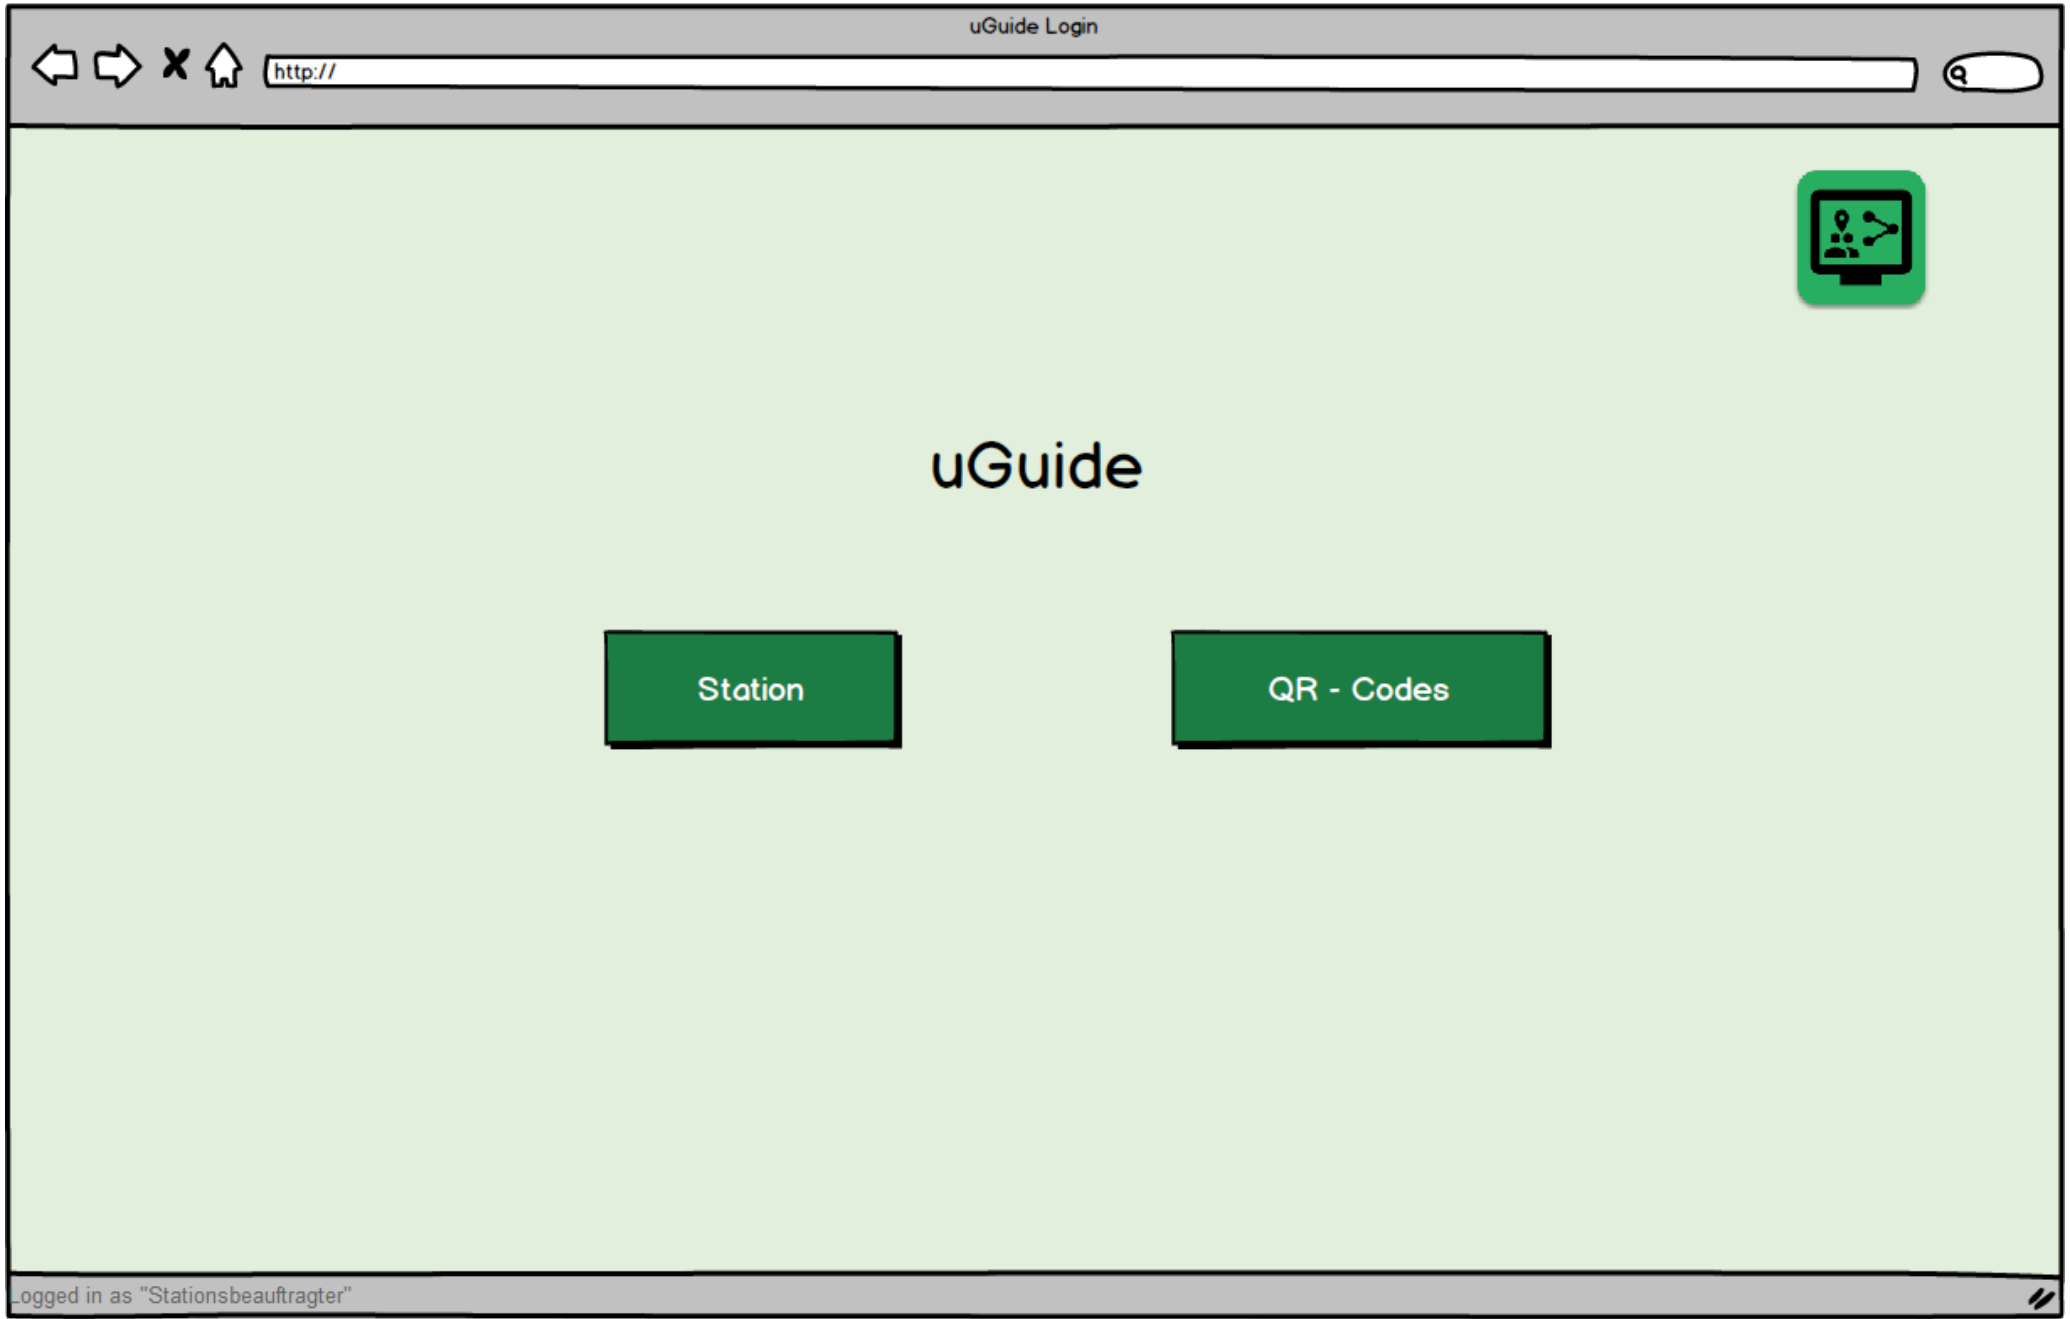 uGuide Login
http://
uGuide
Station
QR - Codes
Logged in as "Stationsbeauftragter"